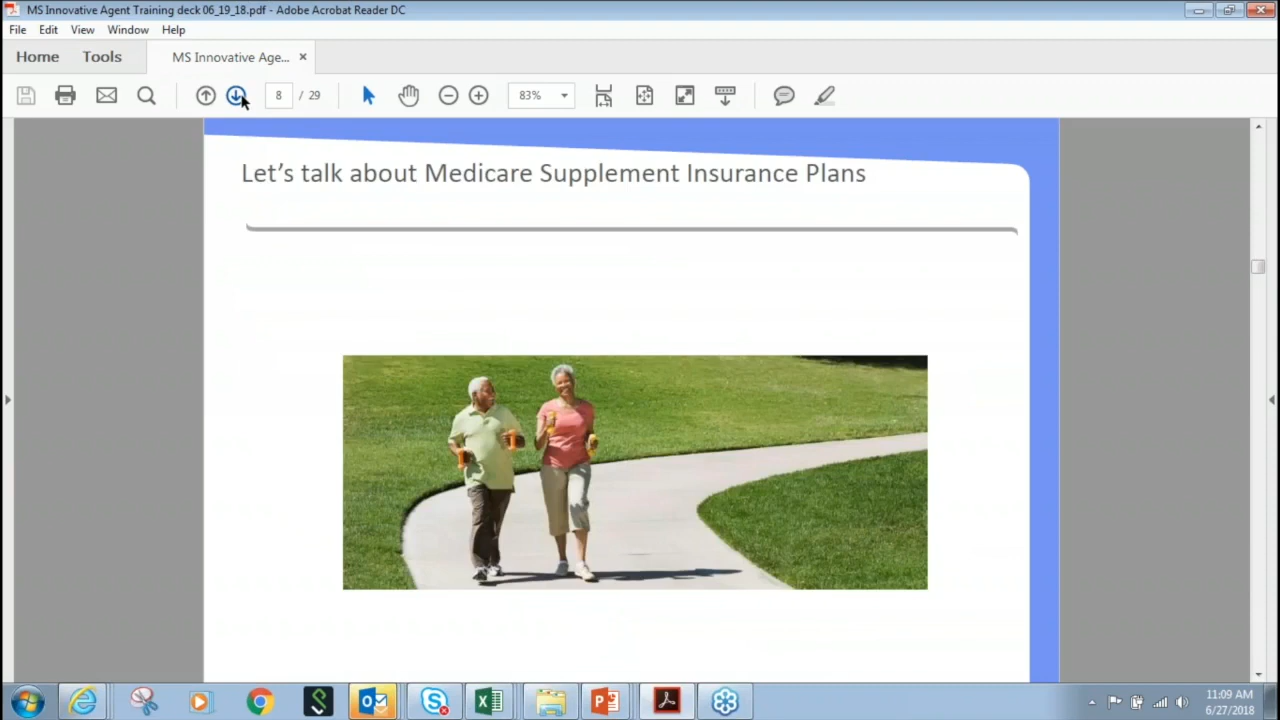 MS Innovative Agent Training deck 06_19_18.pdf - Adobe Acrobat Reader DC
File Edit View Window Help
Home Tools MS Innovative Age... ×
8 / 29 83%
Let's talk about Medicare Supplement Insurance Plans
11:09 AM
6/27/2018